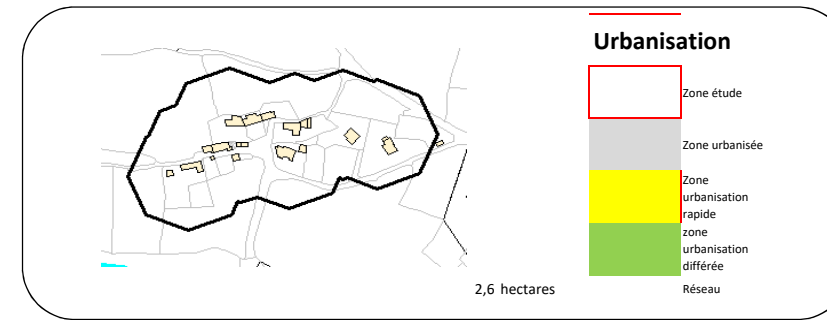 Urbanisation
Zone étude
Zone urbanisée
Zone
urbanisation
rapide
zone
urbanisation
différée
2,6 hectares
Réseau